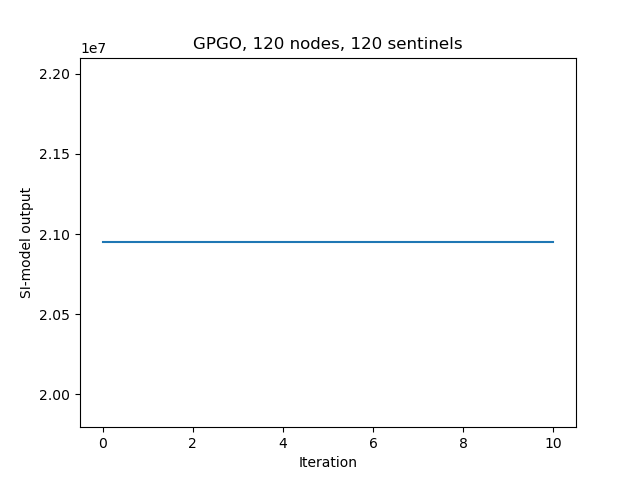 GPGO, 120 nodes, 120 sentinels
1e7
2.20
2.15
2.10
2.05
2.00
SI-model output
0 2 4 6 8 10
Iteration